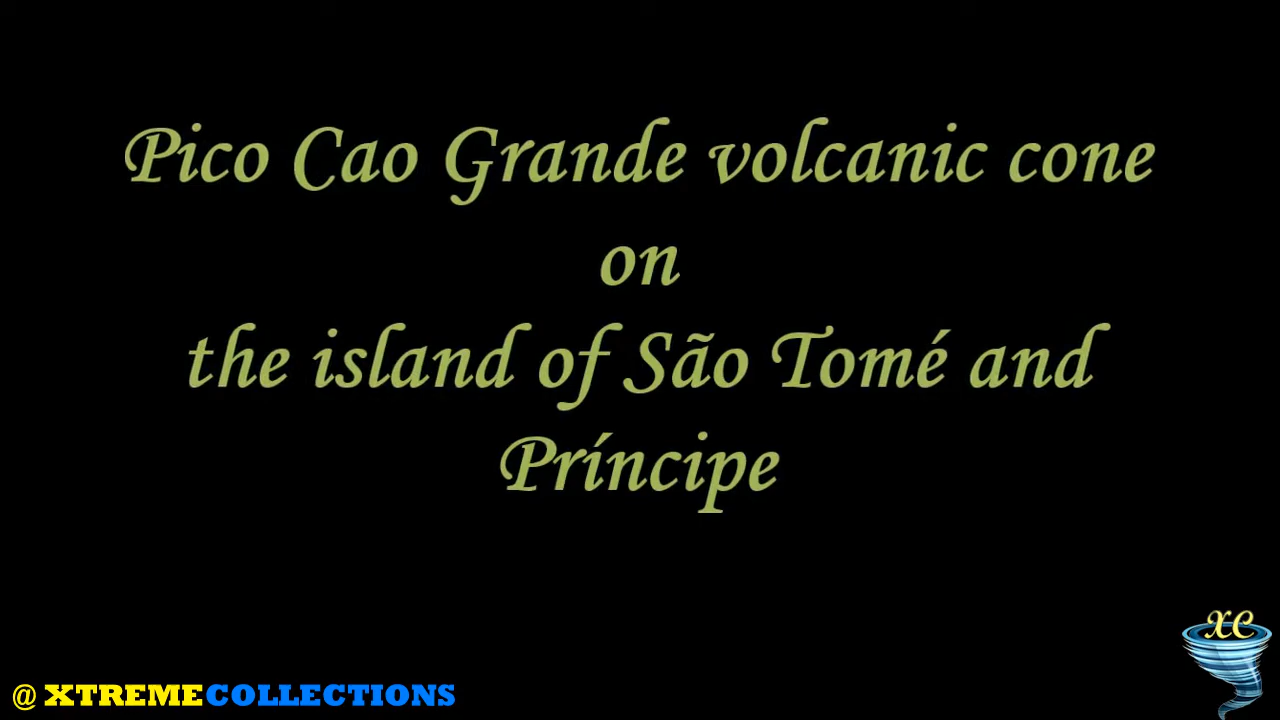 Pico Cao Grande volcanic cone
on
the island of São Tomé and
Príncipe
XC
@ XTREMECOLLECTIONS